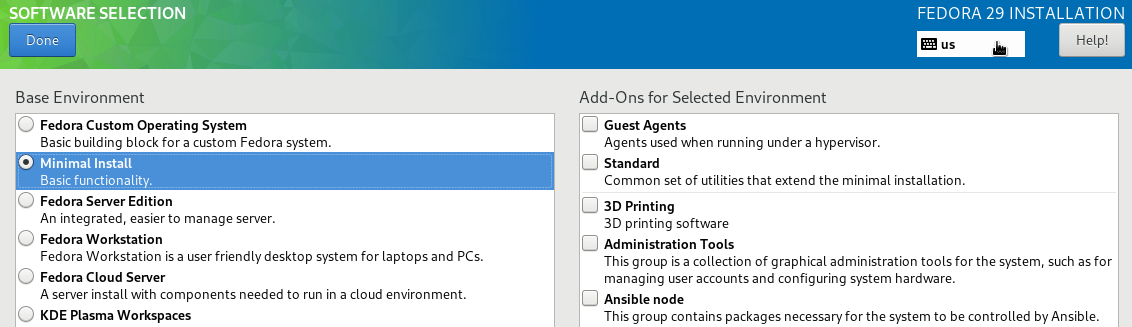 SOFTWARE SELECTION
FEDORA 29 INSTALLATION
Done
us
Help!
Base Environment
Fedora Custom Operating System
Basic building block for a custom Fedora system.
Minimal Install
Basic functionality.
Fedora Server Edition
An integrated, easier to manage server.
Fedora Workstation
Fedora Workstation is a user friendly desktop system for laptops and PCs.
Fedora Cloud Server
A server install with components needed to run in a cloud environment.
KDE Plasma Workspaces
Add-Ons for Selected Environment
Guest Agents
Agents used when running under a hypervisor.
Standard
Common set of utilities that extend the minimal installation.
3D Printing
3D printing software
Administration Tools
This group is a collection of graphical administration tools for the system, such as for
managing user accounts and configuring system hardware.
Ansible node
This group contains packages necessary for the system to be controlled by Ansible.